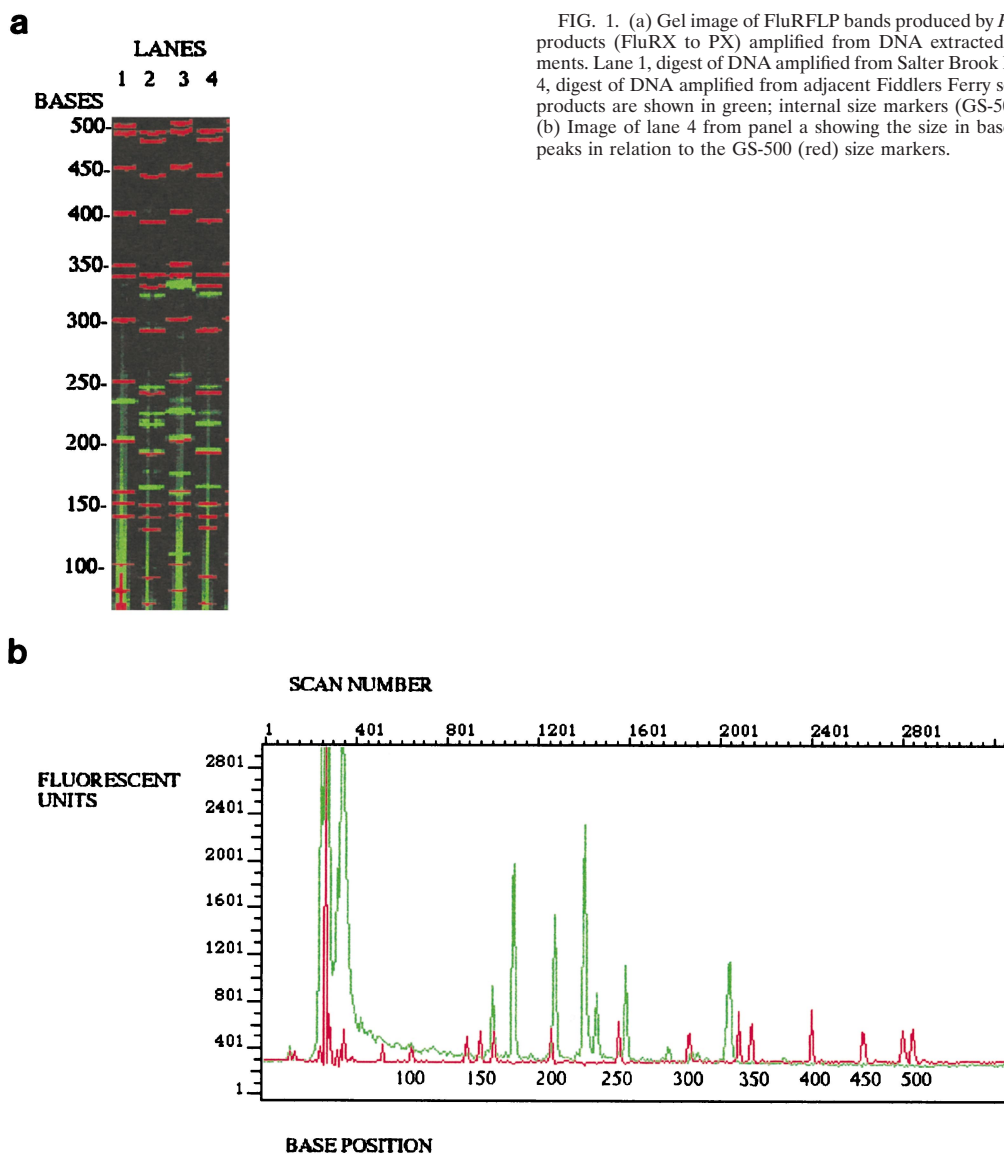 a
FIG. 1. (a) Gel image of FluRFLP bands produced by
products (FluRX to PX) amplified from DNA extracted
ments. Lane 1, digest of DNA amplified from Salter Brook
4, digest of DNA amplified from adjacent Fiddlers Ferry s
products are shown in green; internal size markers (GS-50
(b) Image of lane 4 from panel a showing the size in base
peaks in relation to the GS-500 (red) size markers.
LANES
1 2 3 4
BASES
500-
450-
400-
350-
300-
250-
200-
150-
100-
b
SCAN NUMBER
1 401 801 1201 1601 2001 2401 2801
FLUORESCENT
UNITS
2801
2401
2001
1601
1201
801
401
1
100 150 200 250 300 350 400 450 500
BASE POSITION